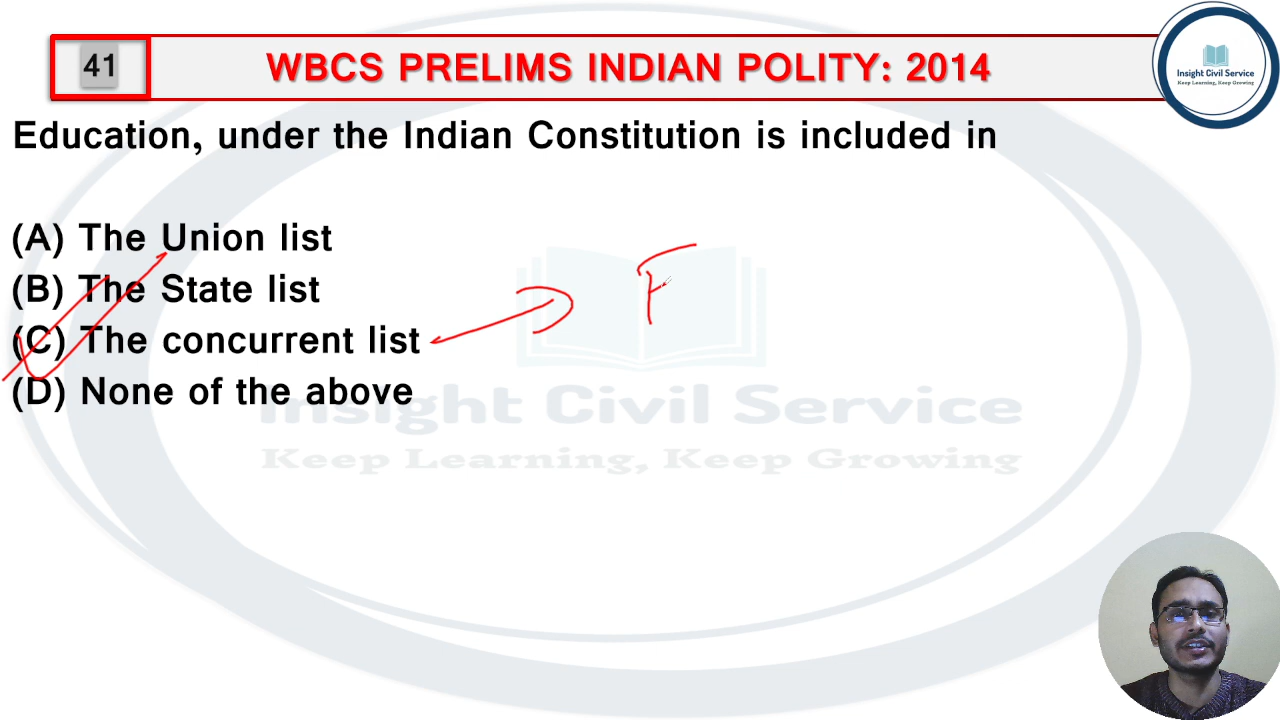 41
WBCS PRELIMS INDIAN POLITY: 2014
Insight Civil Service
Keep Learning, Keep Growing
Education, under the Indian Constitution is included in
(A) The Union list
(B) The State list
(C) The concurrent list
(D) None of the above
F
Insight Civil Service
Keep Learning, Keep Growing